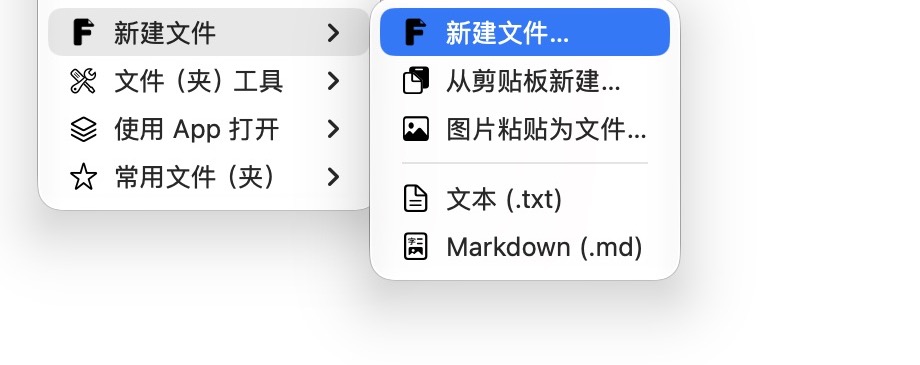 新建文件
文件（夹）工具
使用 App 打开
常用文件（夹）
新建文件...
从剪贴板新建...
图片粘贴为文件...
文本 (.txt)
Markdown (.md)